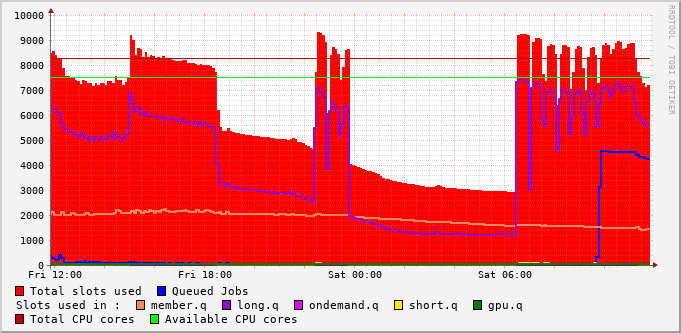 10000
9000
8000
7000
6000
5000
4000
3000
2000
1000
0
Fri 12:00 Fri 18:00 Sat 00:00 Sat 06:00
RRDTOOL / TOBI OETIKER
Total slots used Queued Jobs
Slots used in : member.q long.q ondemand.q short.q gpu.q
Total CPU cores Available CPU cores